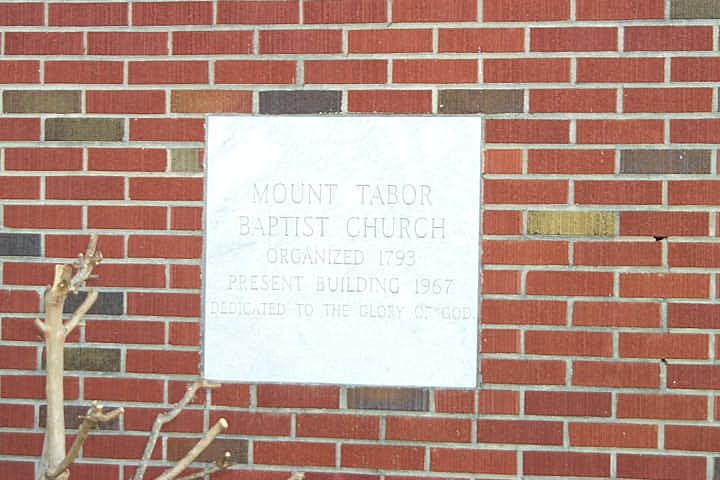 MOUNT TABOR
BAPTIST CHURCH
ORGANIZED 1793
PRESENT BUILDING 1967
DEDICATED TO THE GLORY OF GOD.